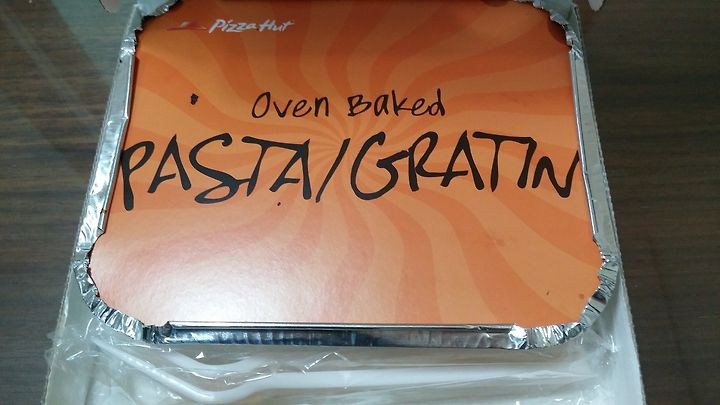 Pizza Hut
Oven Baked
PASTA/GRATIN